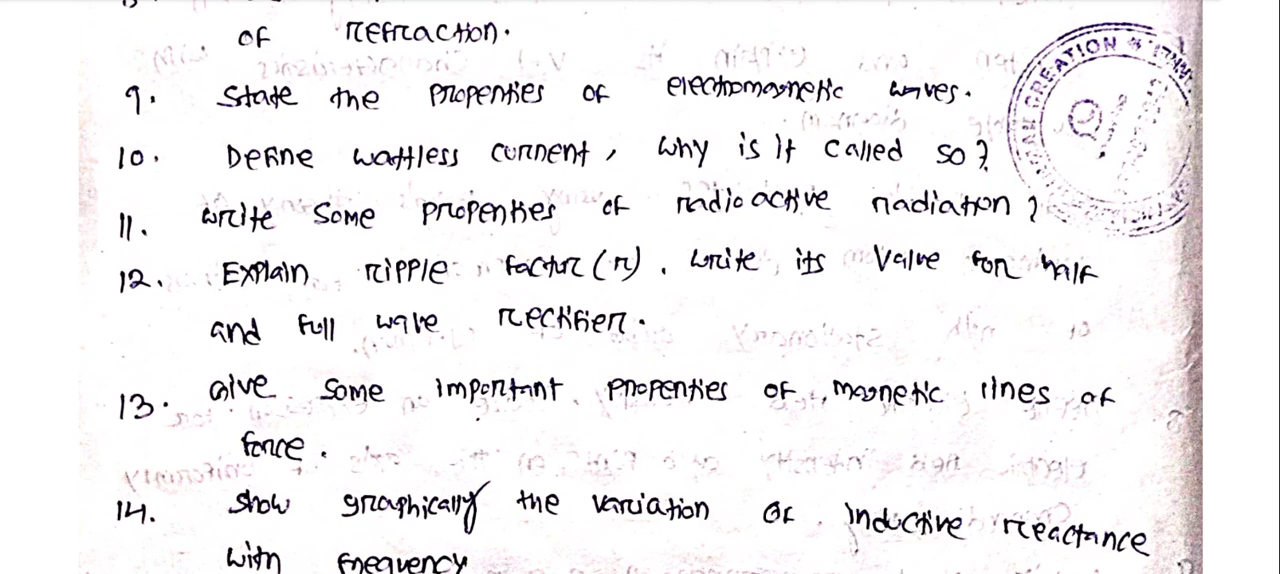 of refraction.
9. State the properties of electromagnetic waves.
10. Define wattless current, why is it called so?
11. write some properties of radioactive radiation?
12. Explain ripple factor (r). write its value for half
and full wave rectifier.
13. Give some important properties of magnetic lines of
force.
14. Show graphically the variation of inductive reactance
with frequency